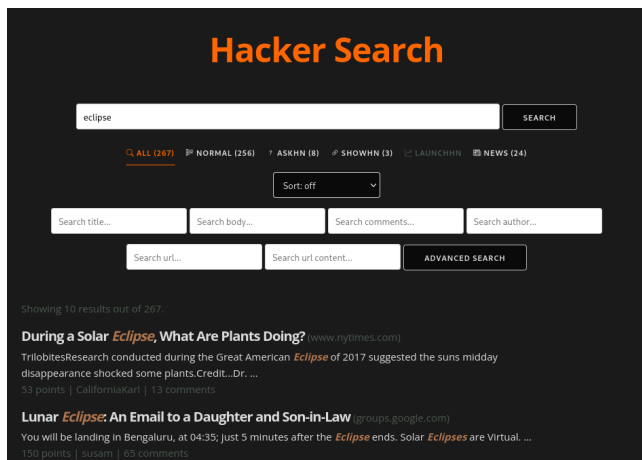 Hacker Search
eclipse SEARCH
ALL (267) NORMAL (256) ? ASKHN (8) SHOWHN (3) LAUNCHHN NEWS (24)
Sort: off
Search title... Search body... Search comments... Search author...
Search url... Search url content... ADVANCED SEARCH
Showing 10 results out of 267.
During a Solar Eclipse, What Are Plants Doing? (www.nytimes.com)
TrilobitesResearch conducted during the Great American Eclipse of 2017 suggested the suns midday
disappearance shocked some plants.Credit...Dr. ...
53 points | CaliforniaKarl | 13 comments
Lunar Eclipse: An Email to a Daughter and Son-in-Law (groups.google.com)
You will be landing in Bengaluru, at 04:35; just 5 minutes after the Eclipse ends. Solar Eclipses are Virtual. ...
150 points | susam | 65 comments